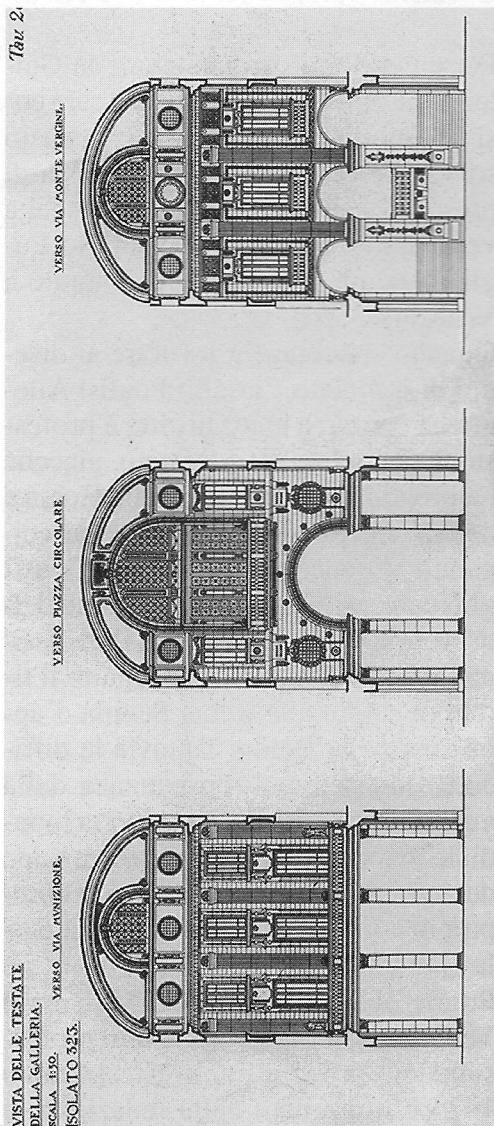 VISTA DELLE TESTATE
DELLA GALLERIA.
SCALA 1:50.
ISOLATO 323.
VERSO VIA MUNIZIONE.
VERSO PIAZZA CIRCOLARE
VERSO VIA MONTE VERGINE.
Tav. 2